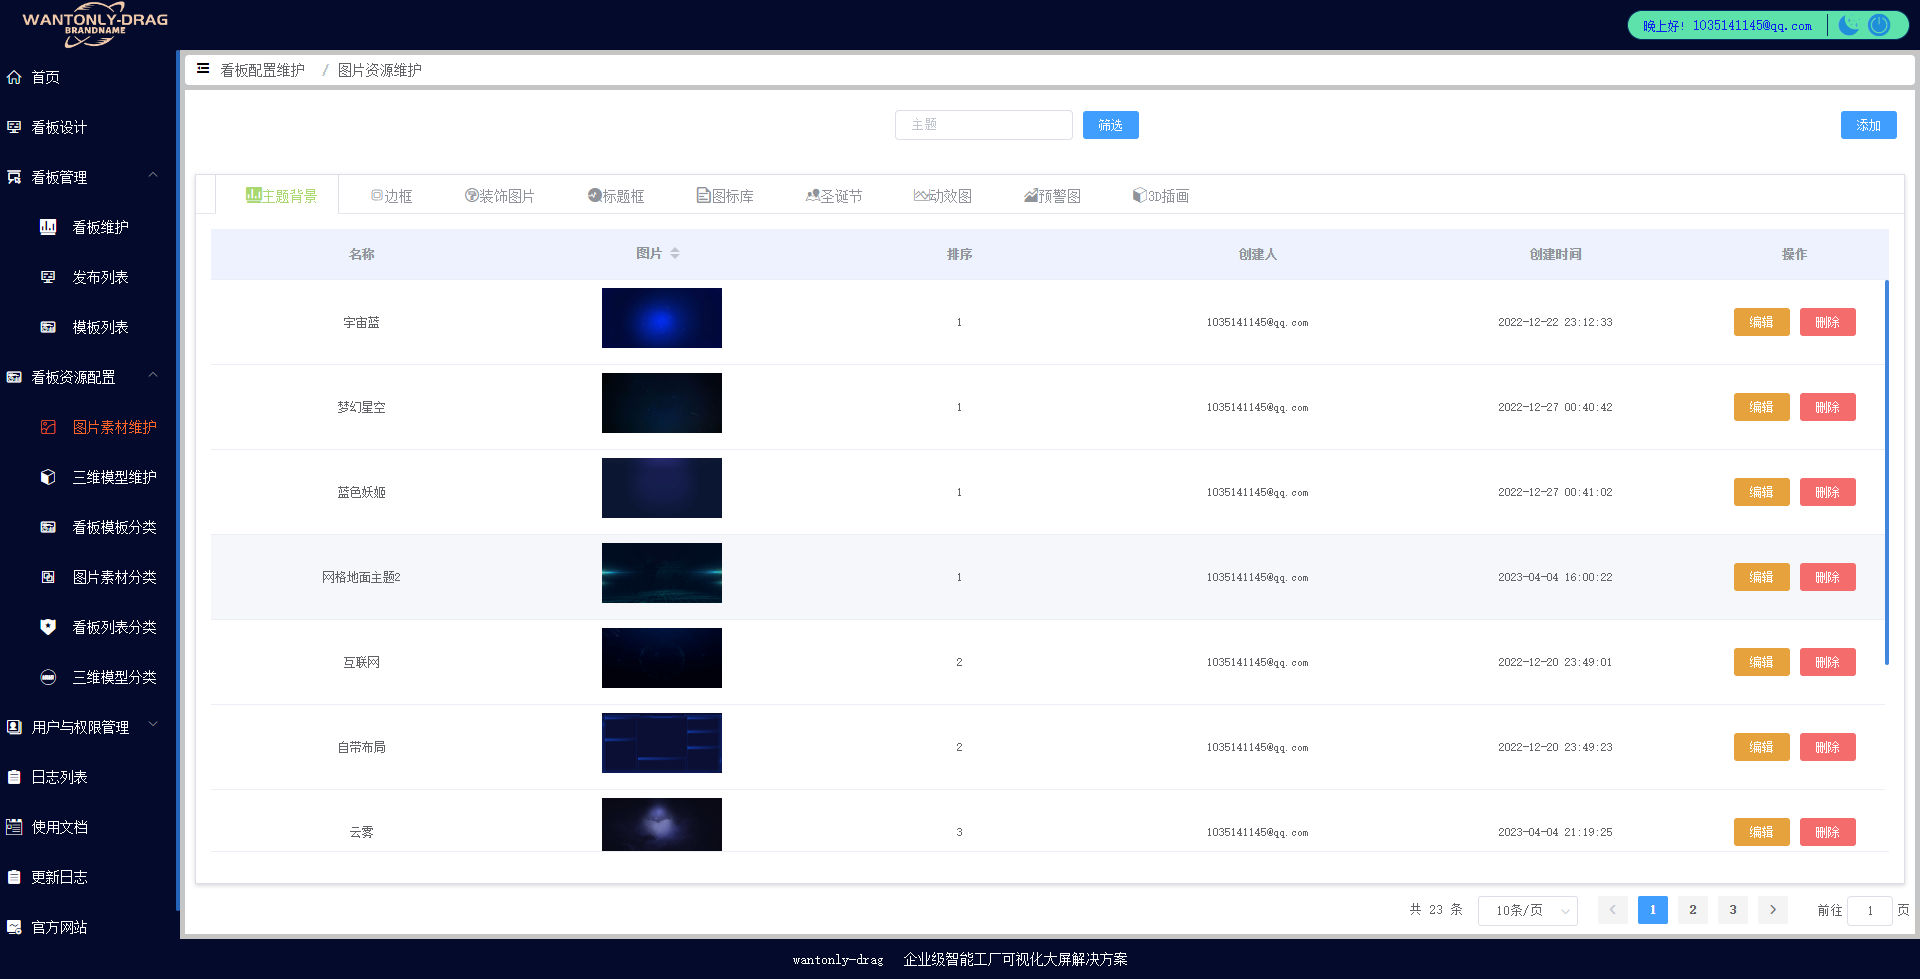 WANTONLY-DRAG
BRANDNAME
晚上好! 1035141145@qq.com
首页
看板设计
看板管理
看板维护
发布列表
模板列表
看板资源配置
图片素材维护
三维模型维护
看板模板分类
图片素材分类
看板列表分类
三维模型分类
用户与权限管理
日志列表
使用文档
更新日志
官方网站
看板配置维护 / 图片资源维护
主题 筛选 添加
主题背景 边框 装饰图片 标题框 图标库 圣诞节 动效图 预警图 3D插画
名称 图片 排序 创建人 创建时间 操作
宇宙蓝 1 1035141145@qq.com 2022-12-22 23:12:33 编辑 删除
梦幻星空 1 1035141145@qq.com 2022-12-27 00:40:42 编辑 删除
蓝色妖姬 1 1035141145@qq.com 2022-12-27 00:41:02 编辑 删除
网格地面主题2 1 1035141145@qq.com 2023-04-04 16:00:22 编辑 删除
互联网 2 1035141145@qq.com 2022-12-20 23:49:01 编辑 删除
自带布局 2 1035141145@qq.com 2022-12-20 23:49:23 编辑 删除
云雾 3 1035141145@qq.com 2023-04-04 21:19:25 编辑 删除
共 23 条 10条/页 1 2 3 前往 1 页
wantonly-drag 企业级智能工厂可视化大屏解决方案